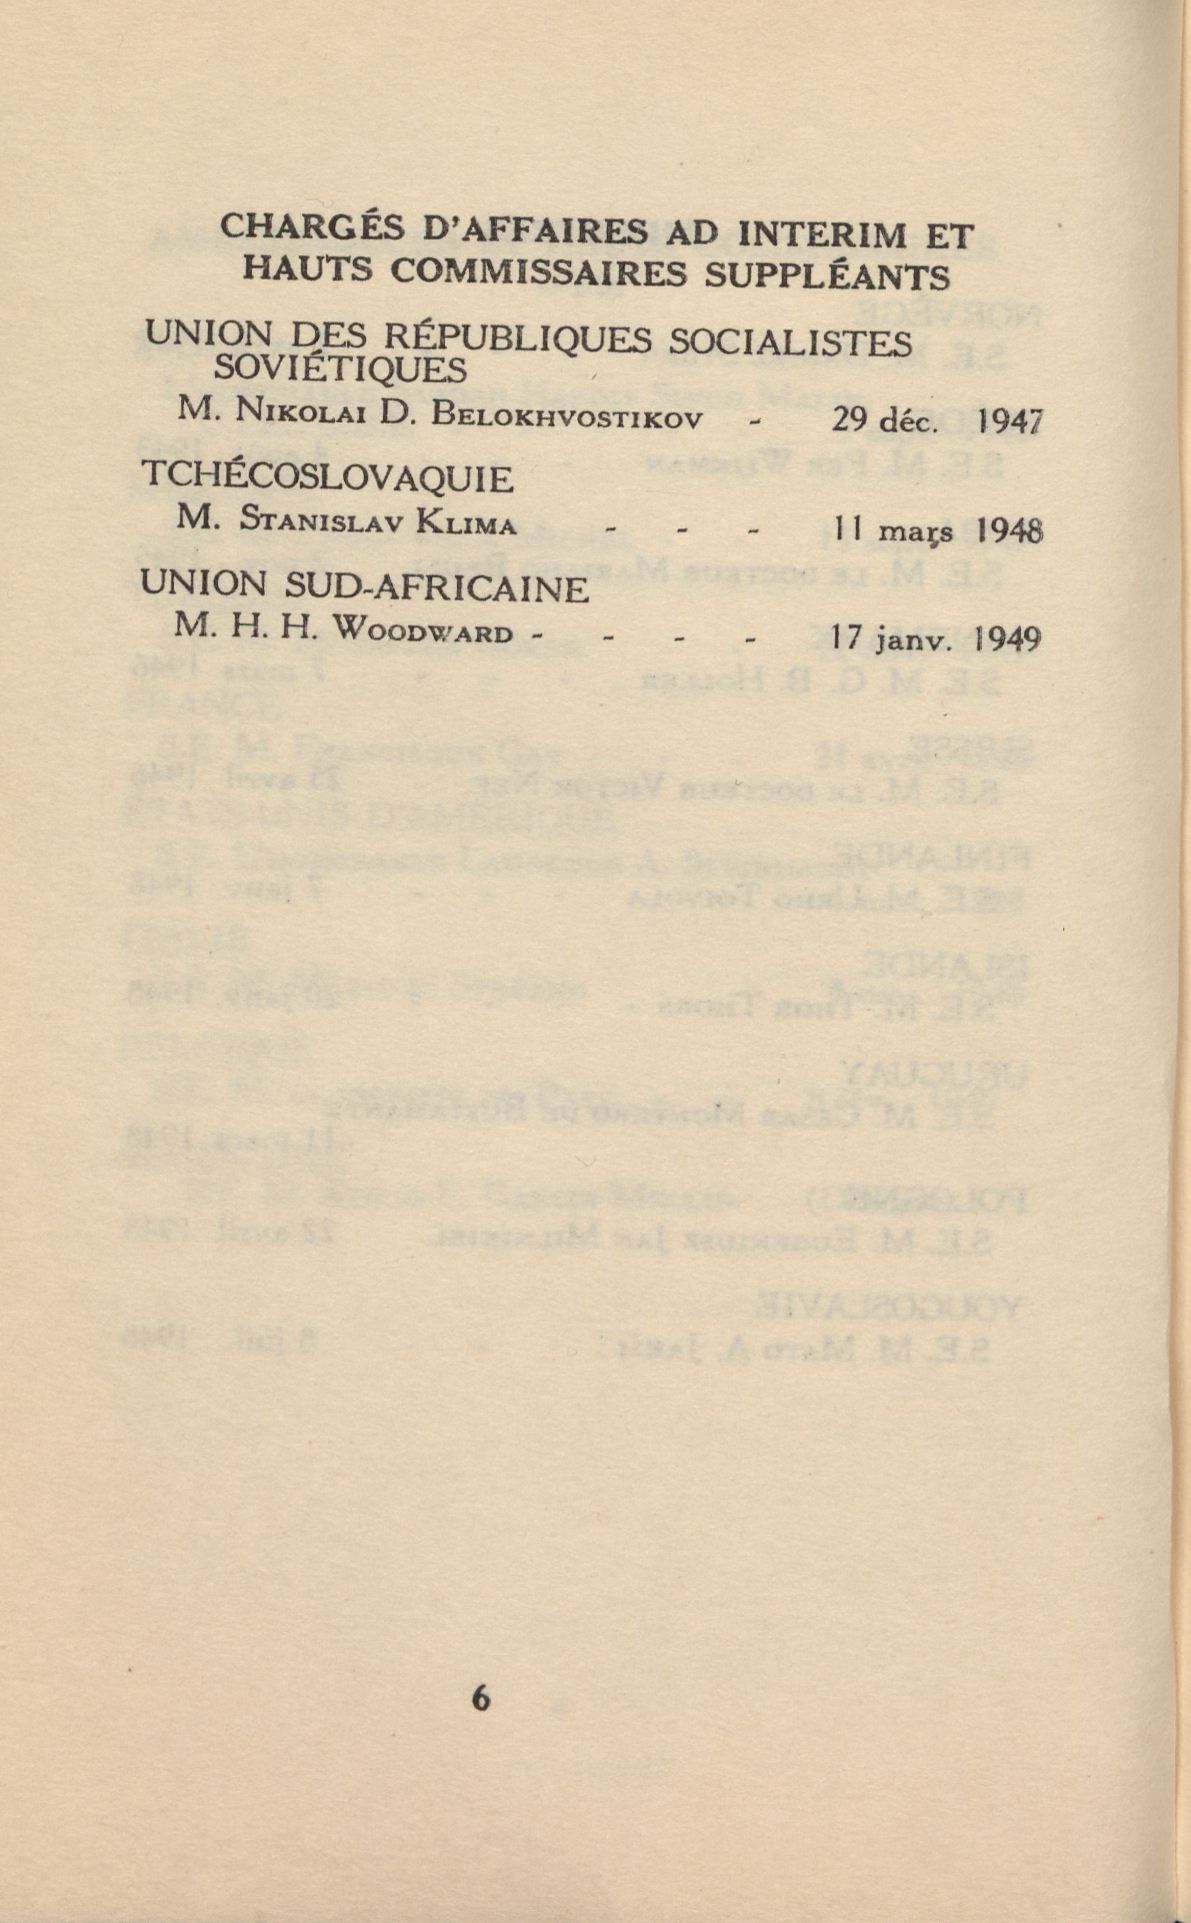 CHARGÉS D'AFFAIRES AD INTERIM ET
HAUTS COMMISSAIRES SUPPLÉANTS
UNION DES RÉPUBLIQUES SOCIALISTES
SOVIÉTIQUES
M. NIKOLAI D. BELOKHVOSTIKOV - 29 déc. 1947
TCHÉCOSLOVAQUIE
M. STANISLAV KLIMA - - - 11 mars 1948
UNION SUD-AFRICAINE
M. H. H. WOODWARD - - - - 17 janv. 1949
6